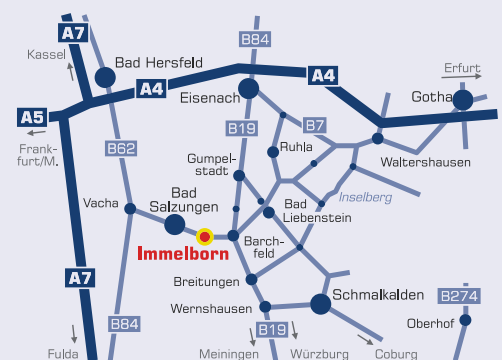 A7
B84
Kassel
Bad Hersfeld
A4
A4
Erfurt
Eisenach
Gotha
A5
B19
B7
Frank-
furt/M.
B62
Gumpel-
stadt
Ruhla
Waltershausen
Bad
Salzungen
Inselberg
Vacha
Bad
Liebenstein
Immelborn
Barch-
feld
A7
Breitungen
B274
Schmalkalden
Wernshausen
B84
B19
Oberhof
Fulda
Meiningen
Würzburg
Coburg